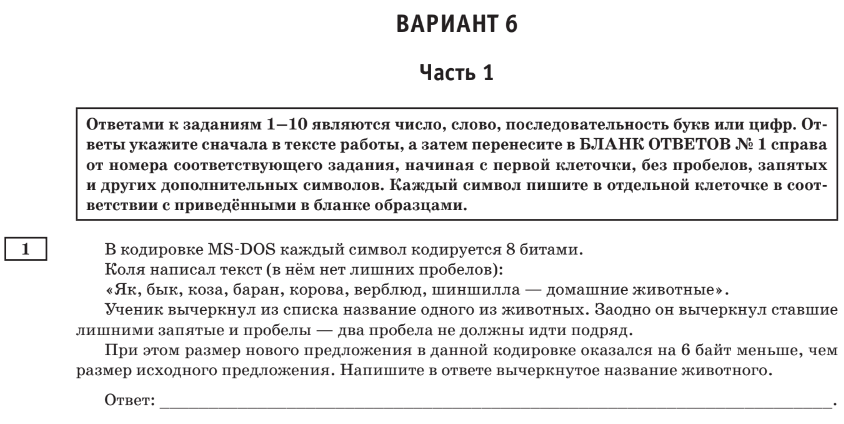 ВАРИАНТ 6
Часть 1
Ответами к заданиям 1–10 являются число, слово, последовательность букв или цифр. От-
веты укажите сначала в тексте работы, а затем перенесите в БЛАНК ОТВЕТОВ № 1 справа
от номера соответствующего задания, начиная с первой клеточки, без пробелов, запятых
и других дополнительных символов. Каждый символ пишите в отдельной клеточке в соот-
ветствии с приведёнными в бланке образцами.
1 В кодировке MS-DOS каждый символ кодируется 8 битами.
Коля написал текст (в нём нет лишних пробелов):
«Як, бык, коза, баран, корова, верблюд, шиншилла — домашние животные».
Ученик вычеркнул из списка название одного из животных. Заодно он вычеркнул ставшие
лишними запятые и пробелы — два пробела не должны идти подряд.
При этом размер нового предложения в данной кодировке оказался на 6 байт меньше, чем
размер исходного предложения. Напишите в ответе вычеркнутое название животного.
Ответ: ______.